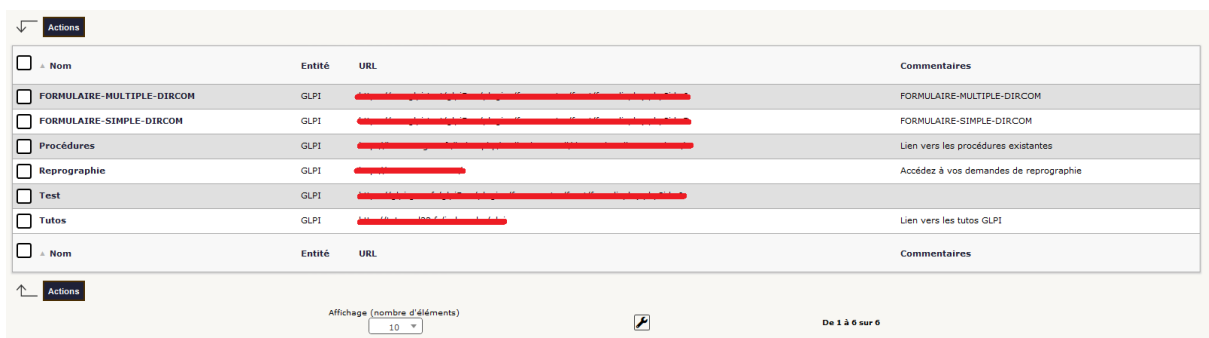 Actions
Nom Entité URL Commentaires
FORMULAIRE-MULTIPLE-DIRCOM GLPI FORMULAIRE-MULTIPLE-DIRCOM
FORMULAIRE-SIMPLE-DIRCOM GLPI FORMULAIRE-SIMPLE-DIRCOM
Procédures GLPI Lien vers les procédures existantes
Reprographie GLPI Accédez à vos demandes de reprographie
Test GLPI
Tutos GLPI Lien vers les tutos GLPI
Nom Entité URL Commentaires
Actions
Affichage (nombre d'éléments)
10 De 1 à 6 sur 6